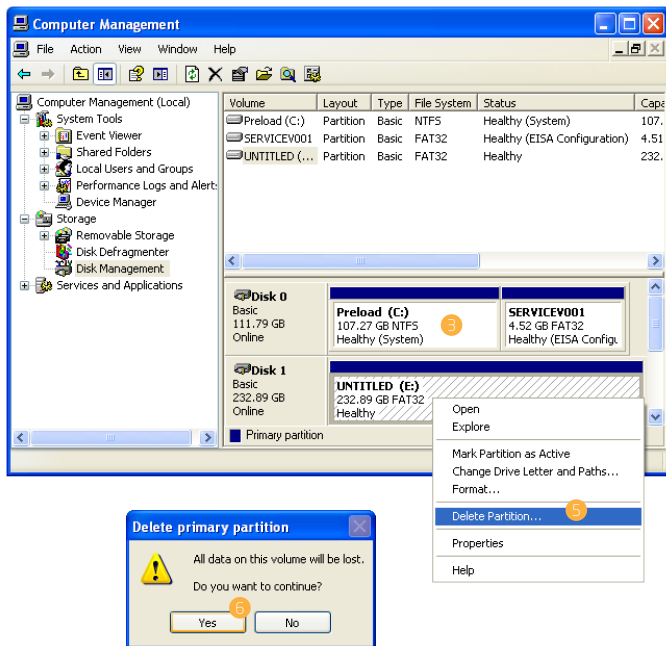 Computer Management
File Action View Window Help
Computer Management (Local)
System Tools
Event Viewer
Shared Folders
Local Users and Groups
Performance Logs and Alert
Device Manager
Storage
Removable Storage
Disk Defragmenter
Disk Management
Services and Applications
Volume Layout Type File System Status Capa
Preload (C:) Partition Basic NTFS Healthy (System) 107.
SERVICEV001 Partition Basic FAT32 Healthy (EISA Configuration) 4.51
UNTITLED (... Partition Basic FAT32 Healthy 232.
Disk 0
Basic
111.79 GB
Online
Preload (C:)
107.27 GB NTFS
Healthy (System)
3
SERVICEV001
4.52 GB FAT32
Healthy (EISA Configu
Disk 1
Basic
232.89 GB
Online
UNTITLED (E:)
232.89 GB FAT32
Healthy
Primary partition
Open
Explore
Mark Partition as Active
Change Drive Letter and Paths...
Format...
Delete Partition... 5
Properties
Help
Delete primary partition
All data on this volume will be lost.
Do you want to continue?
6
Yes No